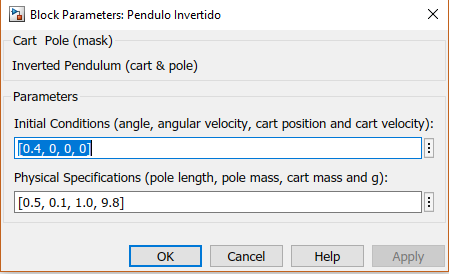 Block Parameters: Pendulo Invertido
Cart Pole (mask)
Inverted Pendulum (cart & pole)
Parameters
Initial Conditions (angle, angular velocity, cart position and cart velocity):
[0.4, 0, 0, 0]
Physical Specifications (pole length, pole mass, cart mass and g):
[0.5, 0.1, 1.0, 9.8]
OK Cancel Help Apply